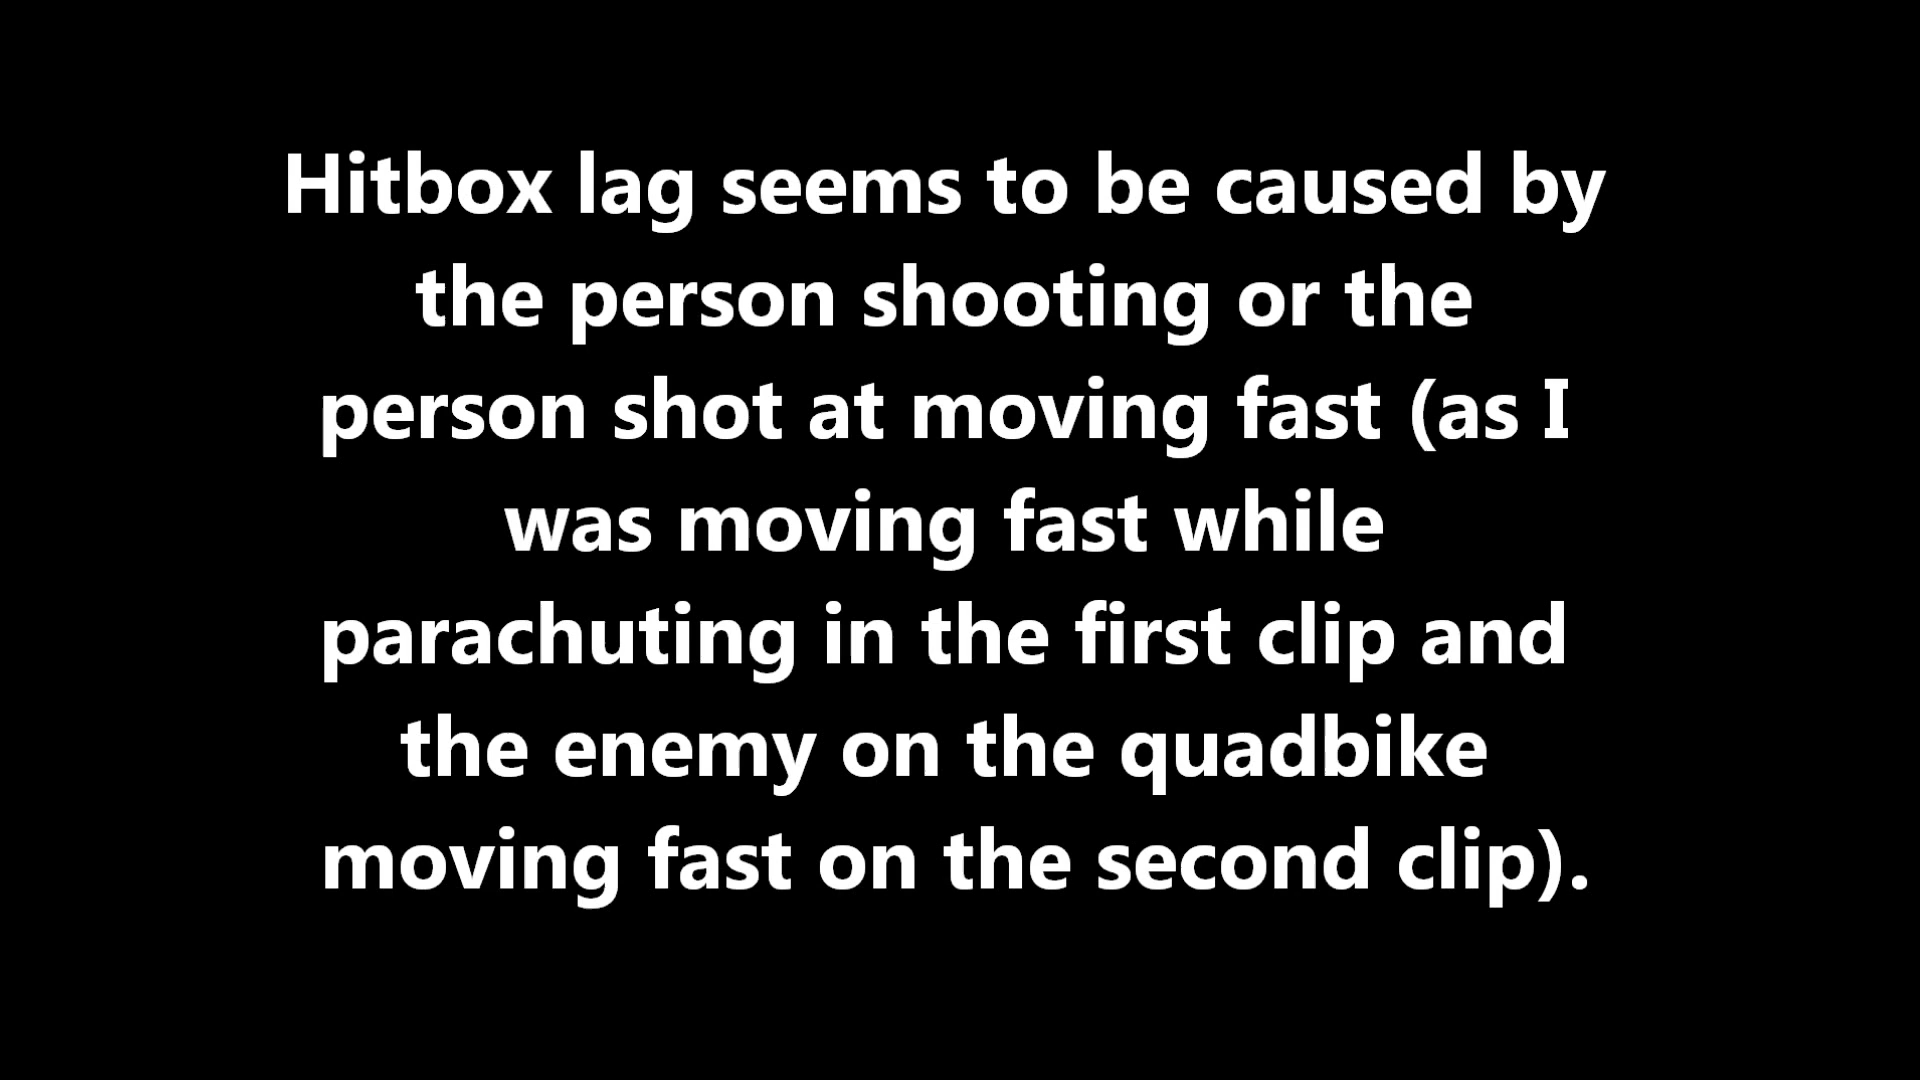 Hitbox lag seems to be caused by
the person shooting or the
person shot at moving fast (as I
was moving fast while
parachuting in the first clip and
the enemy on the quadbike
moving fast on the second clip).